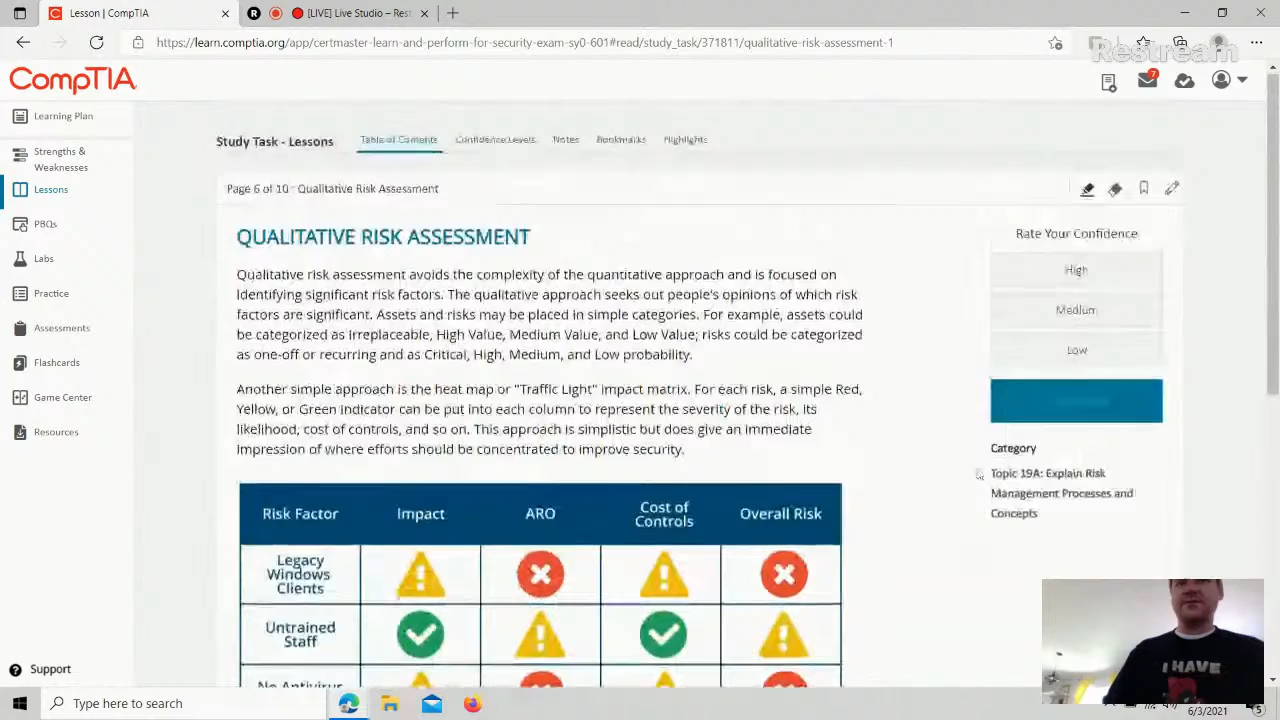 Lesson | CompTIA
[LIVE] Live Studio – Rest
https://learn.comptia.org/app/certmaster-learn-and-perform-for-security-exam-sy0-601#read/study_task/371811/qualitative-risk-assessment-1
Restream
CompTIA
7
Learning Plan
Strengths &
Weaknesses
Lessons
PBQs
Labs
Practice
Assessments
Flashcards
Game Center
Resources
Support
Study Task - Lessons
Table of Contents
Confidence Levels
Notes
Bookmarks
Highlights
Page 6 of 10 - Qualitative Risk Assessment
QUALITATIVE RISK ASSESSMENT
Qualitative risk assessment avoids the complexity of the quantitative approach and is focused on
identifying significant risk factors. The qualitative approach seeks out people's opinions of which risk
factors are significant. Assets and risks may be placed in simple categories. For example, assets could
be categorized as Irreplaceable, High Value, Medium Value, and Low Value; risks could be categorized
as one-off or recurring and as Critical, High, Medium, and Low probability.
Another simple approach is the heat map or "Traffic Light" impact matrix. For each risk, a simple Red,
Yellow, or Green indicator can be put into each column to represent the severity of the risk, its
likelihood, cost of controls, and so on. This approach is simplistic but does give an immediate
impression of where efforts should be concentrated to improve security.
Risk Factor
Impact
ARO
Cost of
Controls
Overall Risk
Legacy
Windows
Clients
Untrained
Staff
No Antivirus
Rate Your Confidence
High
Medium
Low
Category
Topic 19A: Explain Risk
Management Processes and
Concepts
I HAVE
Type here to search
6/3/2021
5